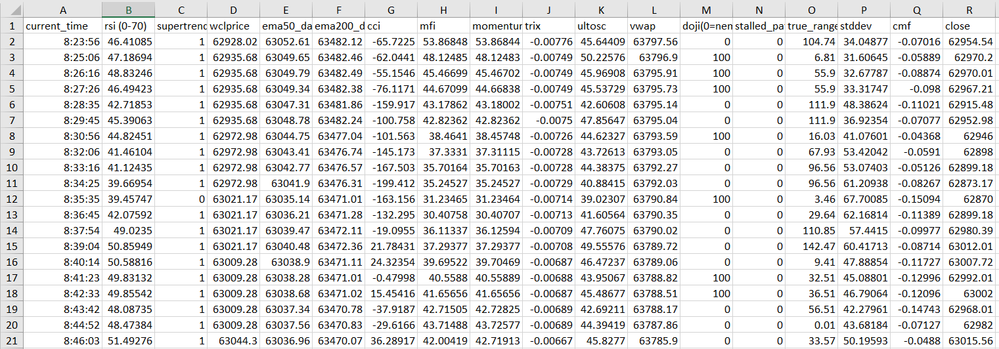 A B C D E F G H I J K L M N O P Q R
1 current_time rsi (0-70) supertrend wclprice ema50_da ema200_d cci mfi momentur trix ultosc vwap doji(0=nen stalled_pa true_range stddev cmf close
2 8:23:56 46.41085 1 62928.02 63052.61 63482.12 -65.7225 53.86848 53.86844 -0.00776 45.64409 63797.56 0 0 104.74 34.04877 -0.07016 62954.54
3 8:25:06 47.18694 1 62935.68 63049.65 63482.46 -62.0441 48.12485 48.12483 -0.00749 50.22576 63796.9 100 0 6.81 31.60645 -0.05889 62970.2
4 8:26:16 48.83246 1 62935.68 63049.79 63482.49 -55.1546 45.46699 45.46702 -0.00749 45.96908 63795.91 100 0 55.9 32.67787 -0.08874 62970.01
5 8:27:26 46.49423 1 62935.68 63049.34 63482.38 -76.1171 44.67099 44.66838 -0.00749 45.53729 63795.73 100 0 55.9 33.31747 -0.098 62967.21
6 8:28:35 42.71853 1 62935.68 63047.31 63481.86 -159.917 43.17862 43.18002 -0.00751 42.60608 63795.14 0 0 111.9 48.38624 -0.11021 62915.48
7 8:29:45 45.39063 1 62935.68 63048.78 63482.24 -100.758 42.82362 42.82362 -0.0075 47.85647 63795.04 0 0 111.9 36.92354 -0.07077 62952.98
8 8:30:56 44.82451 1 62972.98 63044.75 63477.04 -101.563 38.4641 38.45748 -0.00726 44.62327 63793.59 100 0 16.03 41.07601 -0.04368 62946
9 8:32:06 41.46104 1 62972.98 63043.41 63476.74 -145.173 37.3331 37.31115 -0.00728 43.72613 63793.05 0 0 67.93 53.42042 -0.0591 62898
10 8:33:16 41.12435 1 62972.98 63042.77 63476.57 -167.503 35.70164 35.70163 -0.00728 44.38375 63792.27 0 0 96.56 53.07403 -0.05126 62899.18
11 8:34:25 39.66954 1 62972.98 63041.9 63476.31 -199.412 35.24527 35.24527 -0.00729 40.88415 63792.03 0 0 96.56 61.20938 -0.08267 62873.17
12 8:35:35 39.45747 0 63021.17 63035.14 63471.01 -163.156 31.23465 31.23464 -0.00714 39.02307 63790.84 100 0 3.46 67.70085 -0.15094 62870
13 8:36:45 42.07592 1 63021.17 63036.21 63471.28 -132.295 30.40758 30.40707 -0.00713 41.60564 63790.35 0 0 29.64 62.16814 -0.11389 62899.18
14 8:37:54 49.0235 1 63021.17 63039.47 63472.11 -19.0955 36.11337 36.12594 -0.00709 47.76075 63790.02 0 0 110.85 57.4415 -0.09977 62980.39
15 8:39:04 50.85949 1 63021.17 63040.48 63472.36 21.78431 37.29377 37.29377 -0.00708 49.55576 63789.72 0 0 142.47 60.41713 -0.08714 63012.01
16 8:40:14 50.58816 1 63009.28 63038.9 63471.11 24.32354 39.69522 39.70469 -0.00687 46.47237 63789.06 0 0 9.41 47.88854 -0.11727 63007.72
17 8:41:23 49.83132 1 63009.28 63038.28 63471.01 -0.47998 40.5588 40.55889 -0.00688 43.95067 63788.82 100 0 32.51 45.08801 -0.12996 62992.01
18 8:42:33 49.85542 1 63009.28 63038.68 63471.02 15.45416 41.65656 41.65656 -0.00687 45.48677 63788.51 100 0 36.51 46.79064 -0.12096 63002
19 8:43:42 48.08735 1 63009.28 63037.34 63470.78 -37.9187 42.71505 42.72825 -0.00689 42.69211 63788.17 0 0 56.51 42.27961 -0.14743 62968.01
20 8:44:52 48.47384 1 63009.28 63037.56 63470.83 -29.6166 43.71488 43.72577 -0.00689 44.39419 63787.86 0 0 0.01 43.68184 -0.07127 62982
21 8:46:03 51.49276 1 63044.3 63036.96 63470.07 36.28917 42.00419 42.71913 -0.00667 45.8277 63785.9 0 0 33.57 50.19593 -0.0488 63015.56